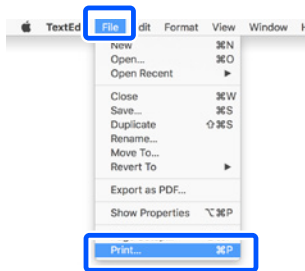 TextEd File dit Format View Window H
New ⌘N
Open... ⌘O
Open Recent ▶
Close ⌘W
Save... ⌘S
Duplicate ⇧⌘S
Rename...
Move To...
Revert To ▶
Export as PDF...
Show Properties ⌥⌘P
Print... ⌘P